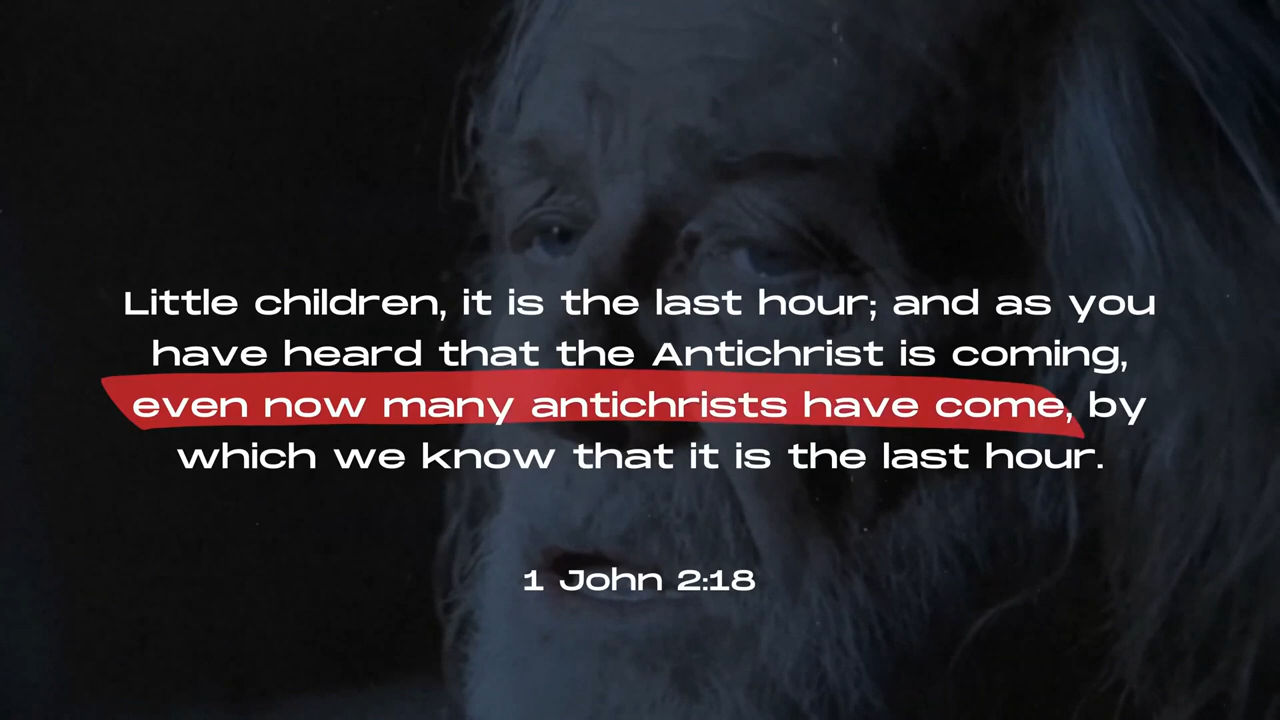 Little children, it is the last hour; and as you
have heard that the Antichrist is coming,
even now many antichrists have come, by
which we know that it is the last hour.
1 John 2:18